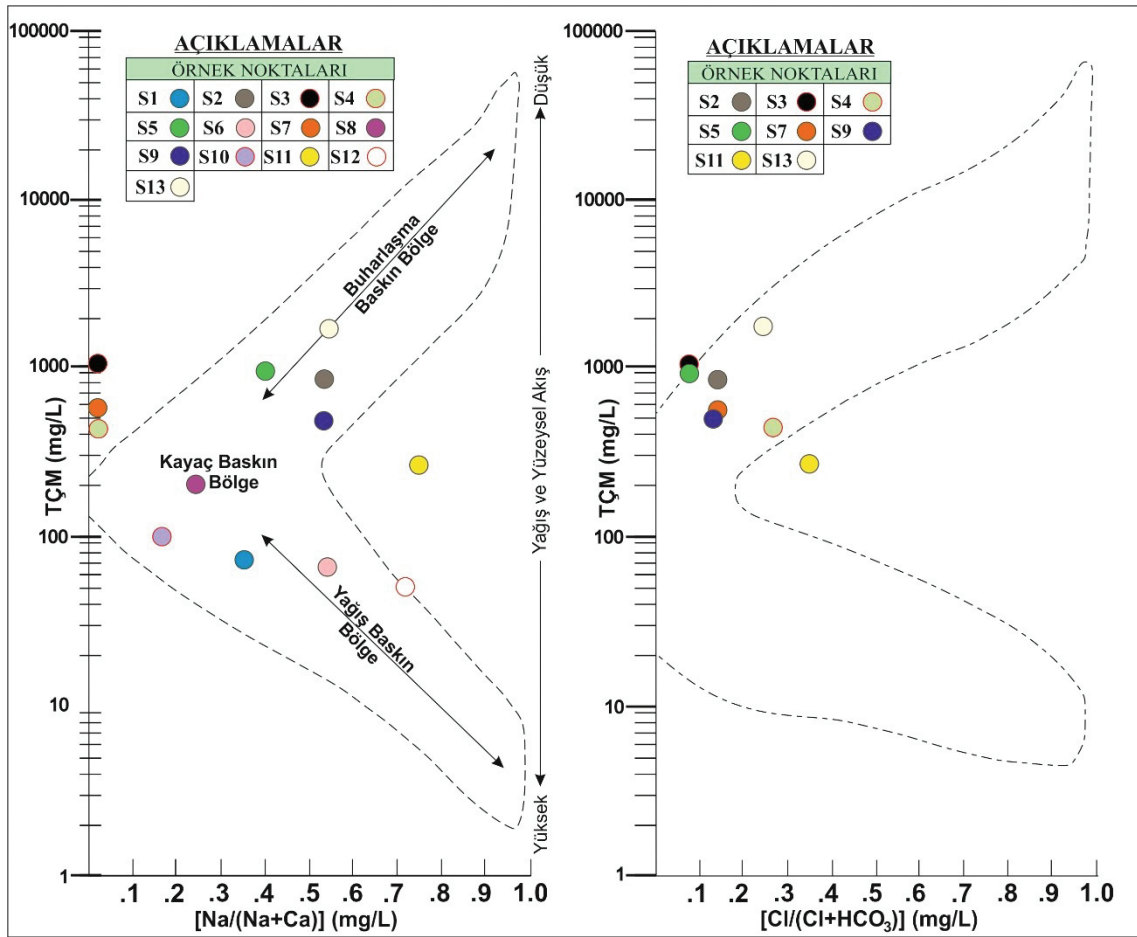 AÇIKLAMALAR
ÖRNEK NOKTALARI
S1 S2 S3 S4
S5 S6 S7 S8
S9 S10 S11 S12
S13
100000
10000
1000
100
10
1
TÇM (mg/L)
Buharlaşma
Baskın Bölge
Kayaç Baskın
Bölge
Yağış Baskın
Bölge
.1 .2 .3 .4 .5 .6 .7 .8 .9 1.0
[Na/(Na+Ca)] (mg/L)
Düşük
Yağış ve Yüzeysel Akış
Yüksek
AÇIKLAMALAR
ÖRNEK NOKTALARI
S2 S3 S4
S5 S7 S9
S11 S13
100000
10000
1000
100
10
1
TÇM (mg/L)
.1 .2 .3 .4 .5 .6 .7 .8 .9 1.0
[Cl/(Cl+HCO₃)] (mg/L)